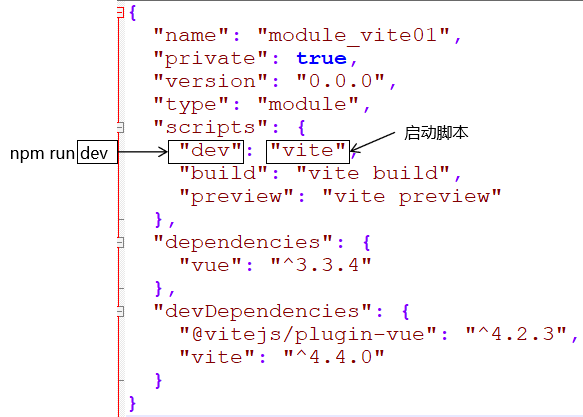 {
"name": "module_vite01",
"private": true,
"version": "0.0.0",
"type": "module",
"scripts": {
启动脚本
npm run dev
"dev": "vite",
"build": "vite build",
"preview": "vite preview"
},
"dependencies": {
"vue": "^3.3.4"
},
"devDependencies": {
"@vitejs/plugin-vue": "^4.2.3",
"vite": "^4.4.0"
}
}